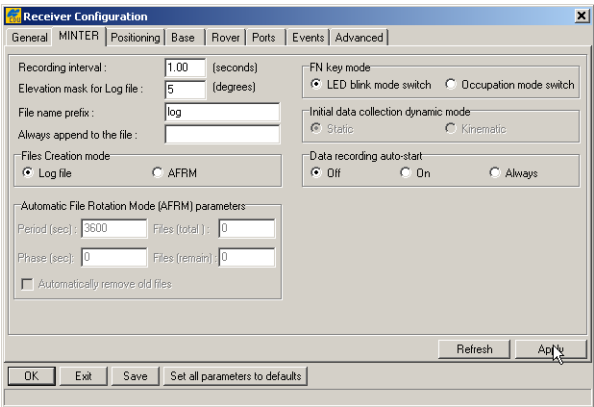 Receiver Configuration
General MINTER Positioning Base Rover Ports Events Advanced
Recording interval : 1.00 (seconds)
Elevation mask for Log file : 5 (degrees)
File name prefix : log
Always append to the file :
Files Creation mode
Log file AFRM
Automatic File Rotation Mode (AFRM) parameters
Period (sec) : 3600 Files (total ) : 0
Phase (sec): 0 Files (remain) : 0
Automatically remove old files
FN key mode
LED blink mode switch Occupation mode switch
Initial data collection dynamic mode
Static Kinematic
Data recording auto-start
Off On Always
Refresh Apply
OK Exit Save Set all parameters to defaults